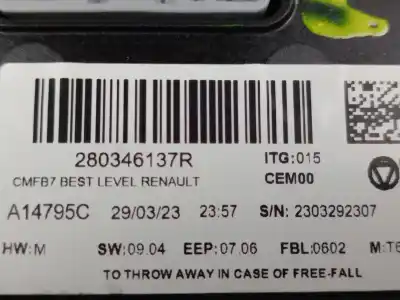 280346137R ITG:015
CMFB7 BEST LEVEL RENAULT CEM00
A14795C 29/03/23 23:57 S/N: 2303292307
HW:M SW:09.04 EEP:07.06 FBL:0602 M:T6
TO THROW AWAY IN CASE OF FREE-FALL